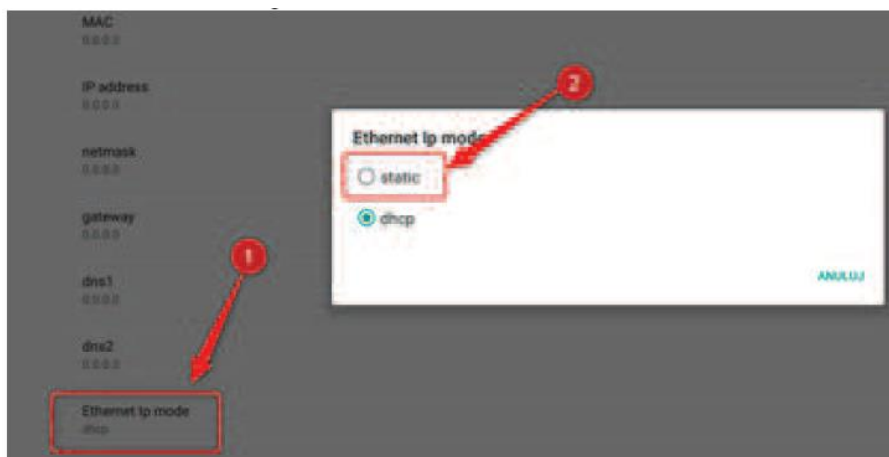 MAC
0.0.0.0
IP address
0.0.0.0
netmask
0.0.0.0
gateway
0.0.0.0
dns1
0.0.0.0
dns2
0.0.0.0
Ethernet Ip mode
dhcp
1
2
Ethernet Ip mode
static
dhcp
ANULUJ